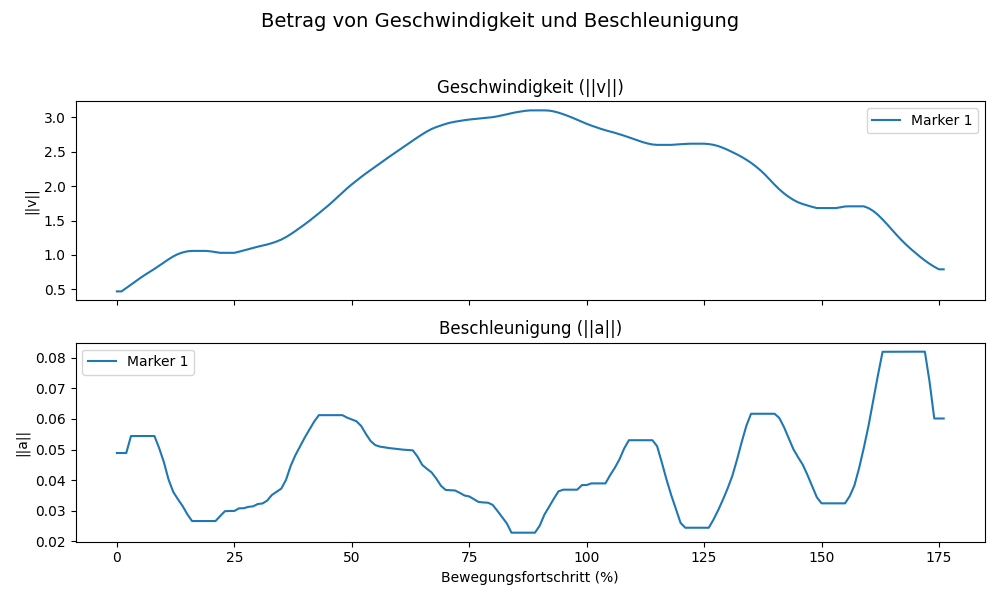 Betrag von Geschwindigkeit und Beschleunigung
Geschwindigkeit (||v||)
Marker 1
||v||
3.0
2.5
2.0
1.5
1.0
0.5
Beschleunigung (||a||)
Marker 1
||a||
0.08
0.07
0.06
0.05
0.04
0.03
0.02
0 25 50 75 100 125 150 175
Bewegungsfortschritt (%)